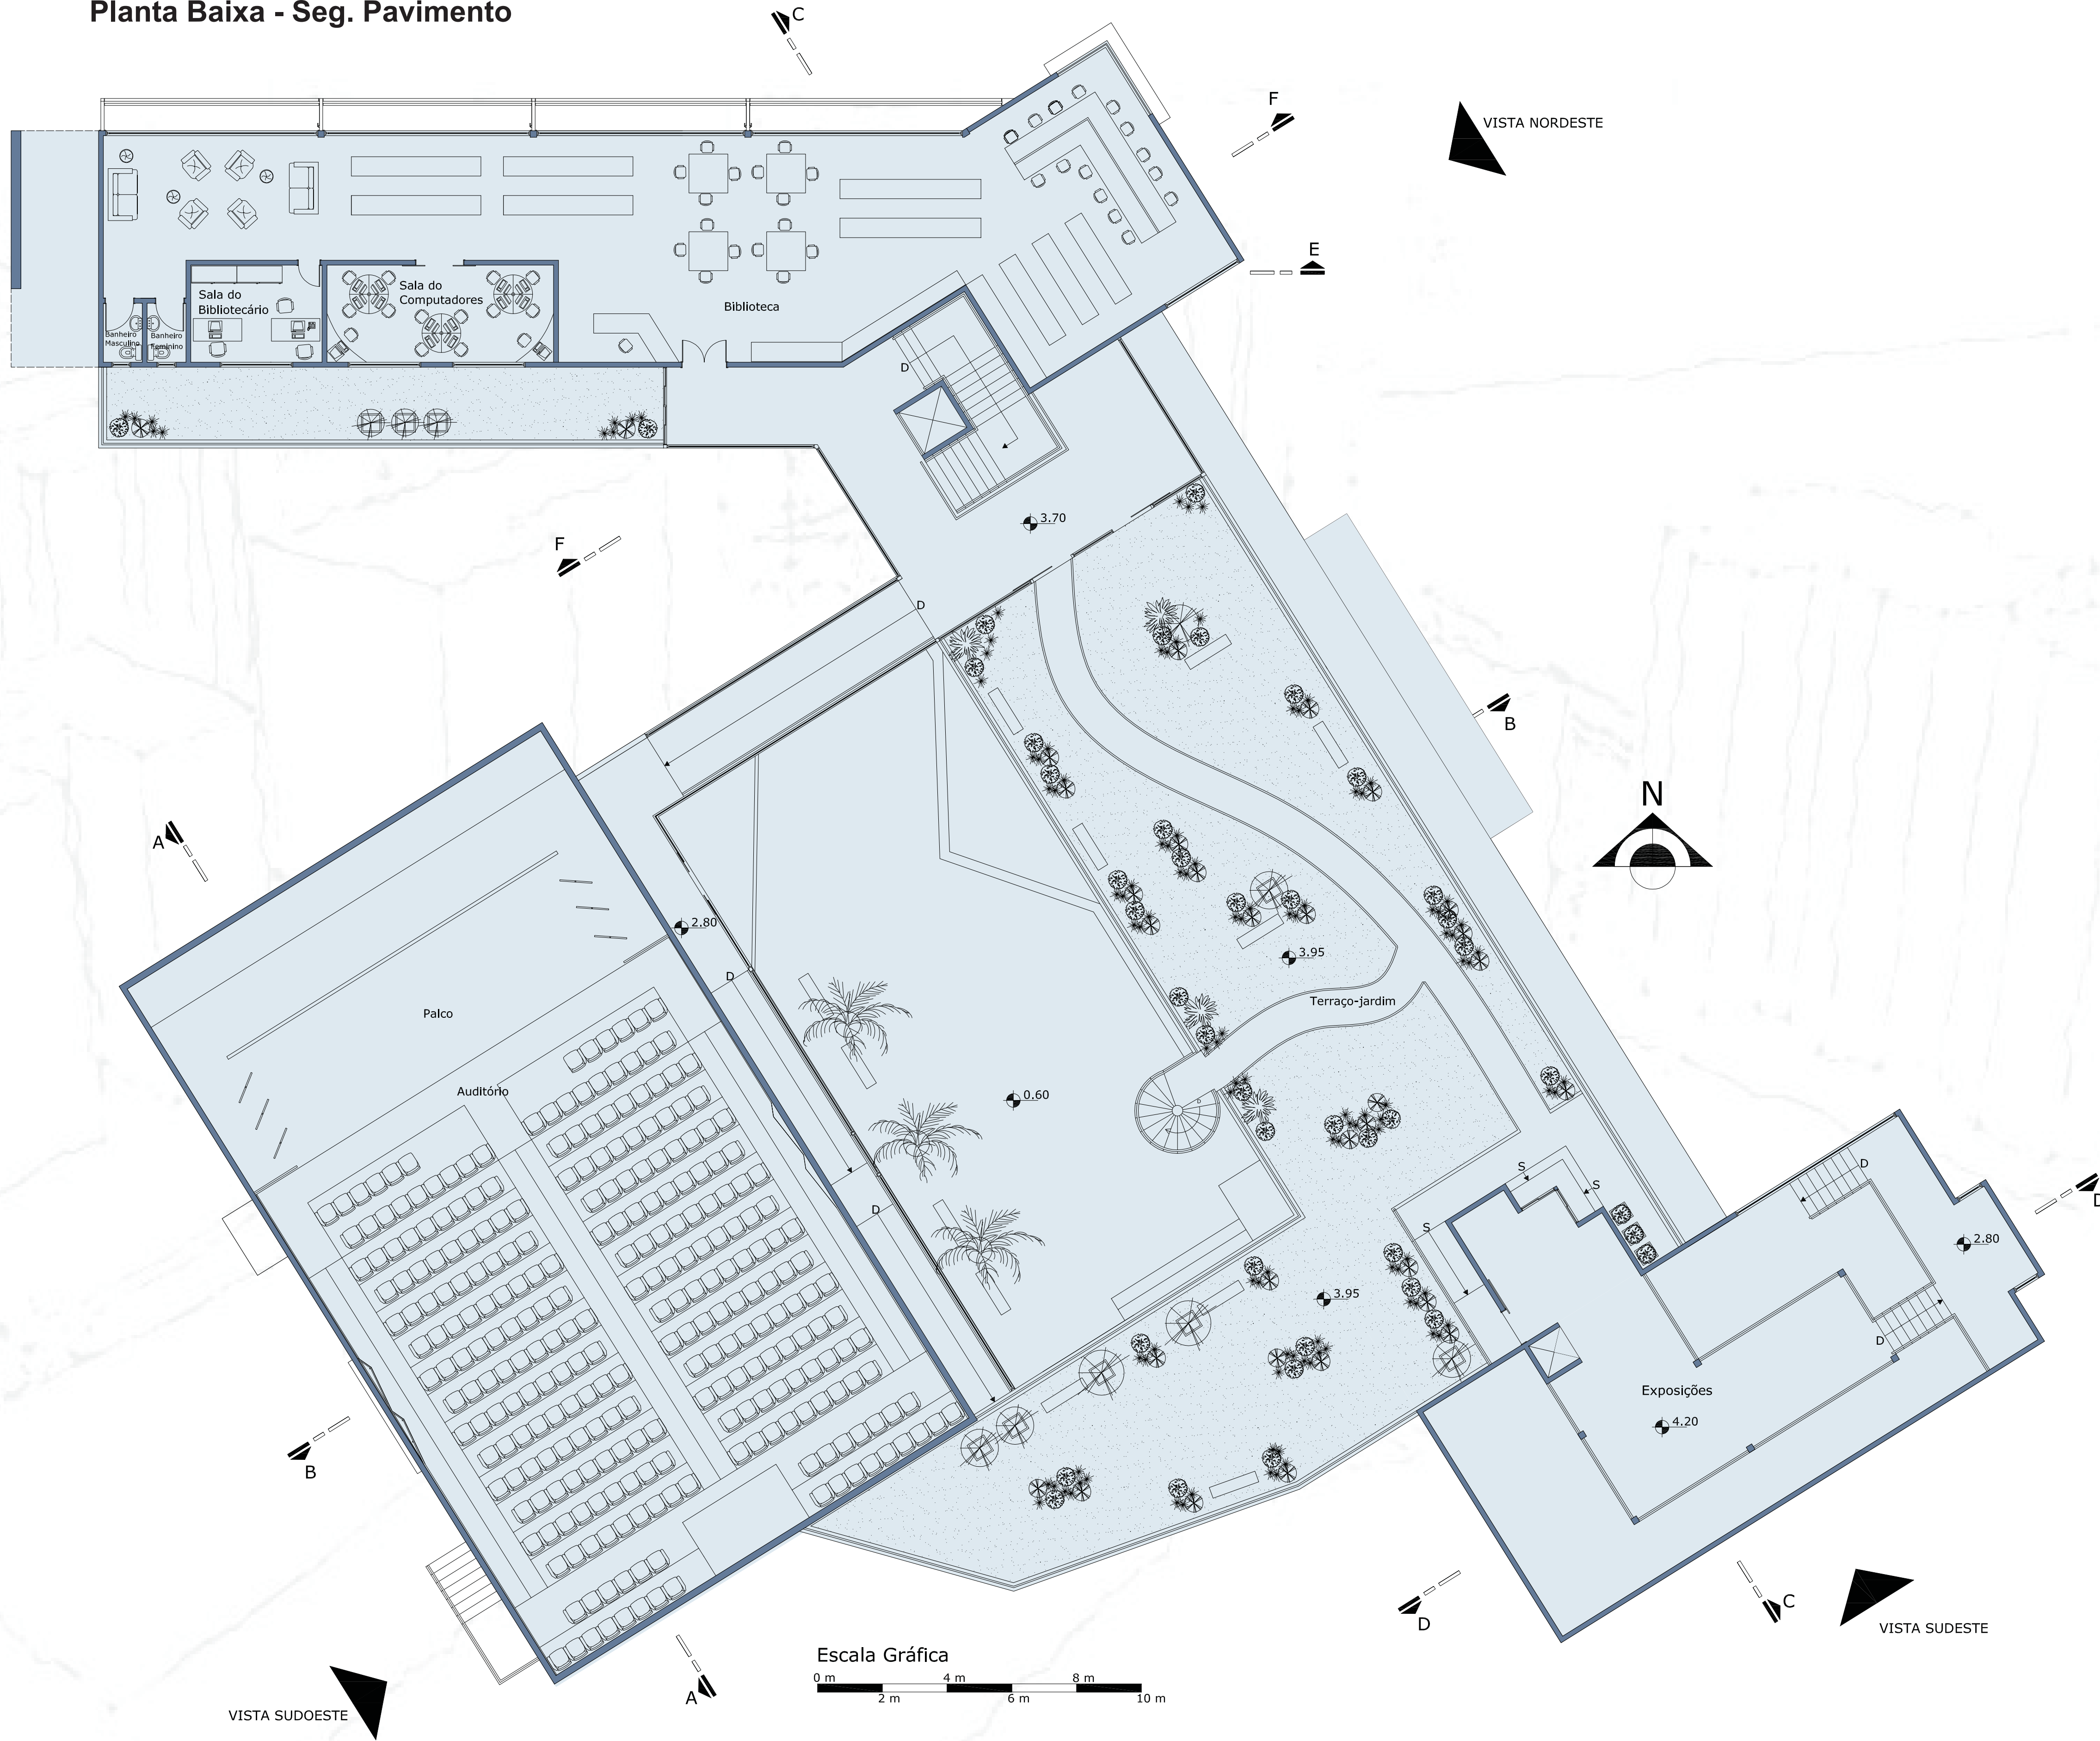 Planta Baixa - Seg. Pavimento
C
F
VISTA NORDESTE
E
Sala do
Bibliotecário
Sala do
Computadores
Biblioteca
Banheiro
Masculino
Banheiro
Feminino
D
3.70
F
D
B
N
A
2.80
D
3.95
Terraço-jardim
Palco
Auditório
0.60
D
S
S
D
D
S
D
2.80
3.95
D
Exposições
4.20
B
D
C
VISTA SUDESTE
Escala Gráfica
0 m
4 m
8 m
2 m
6 m
10 m
A
VISTA SUDOESTE